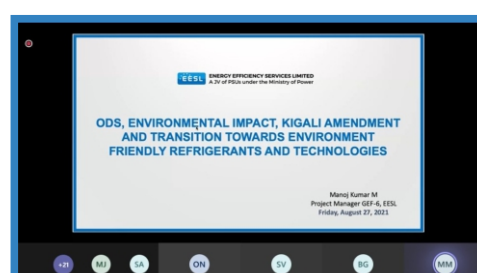 EESL
ENERGY EFFICIENCY SERVICES LIMITED
A JV of PSUs under the Ministry of Power
ODS, ENVIRONMENTAL IMPACT, KIGALI AMENDMENT
AND TRANSITION TOWARDS ENVIRONMENT
FRIENDLY REFRIGERANTS AND TECHNOLOGIES
Manoj Kumar M
Project Manager GEF-6, EESL
Friday, August 27, 2021
+21 MJ SA ON SV BG MM